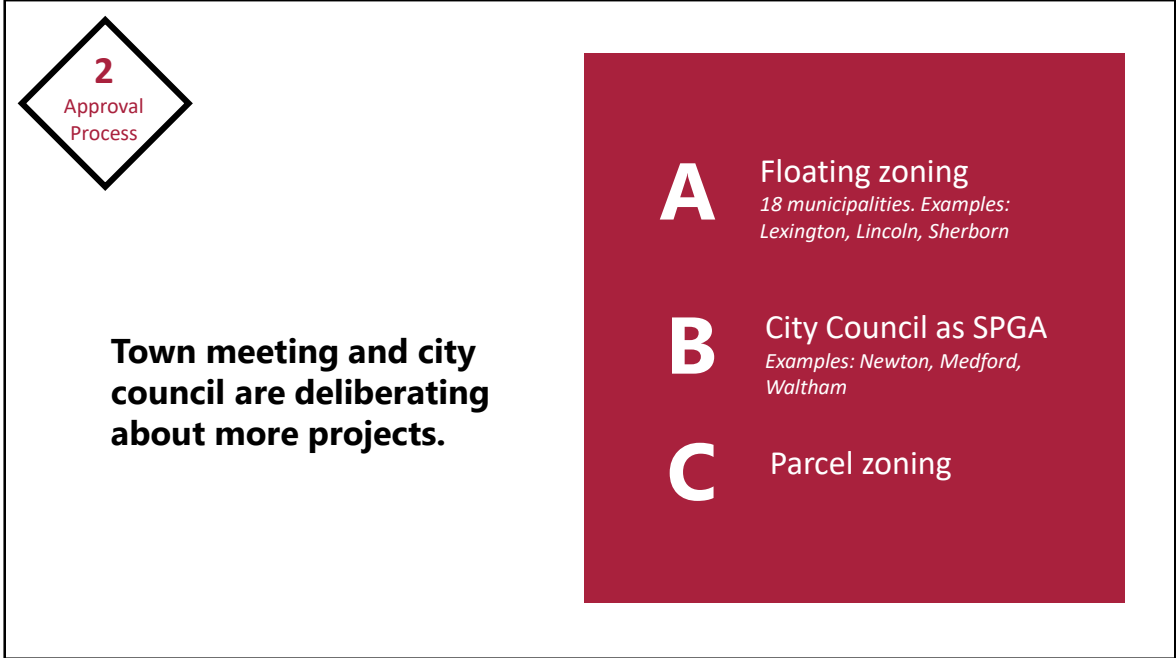 2
Approval
Process
Town meeting and city
council are deliberating
about more projects.
A
Floating zoning
18 municipalities. Examples:
Lexington, Lincoln, Sherborn
B
City Council as SPGA
Examples: Newton, Medford,
Waltham
C
Parcel zoning